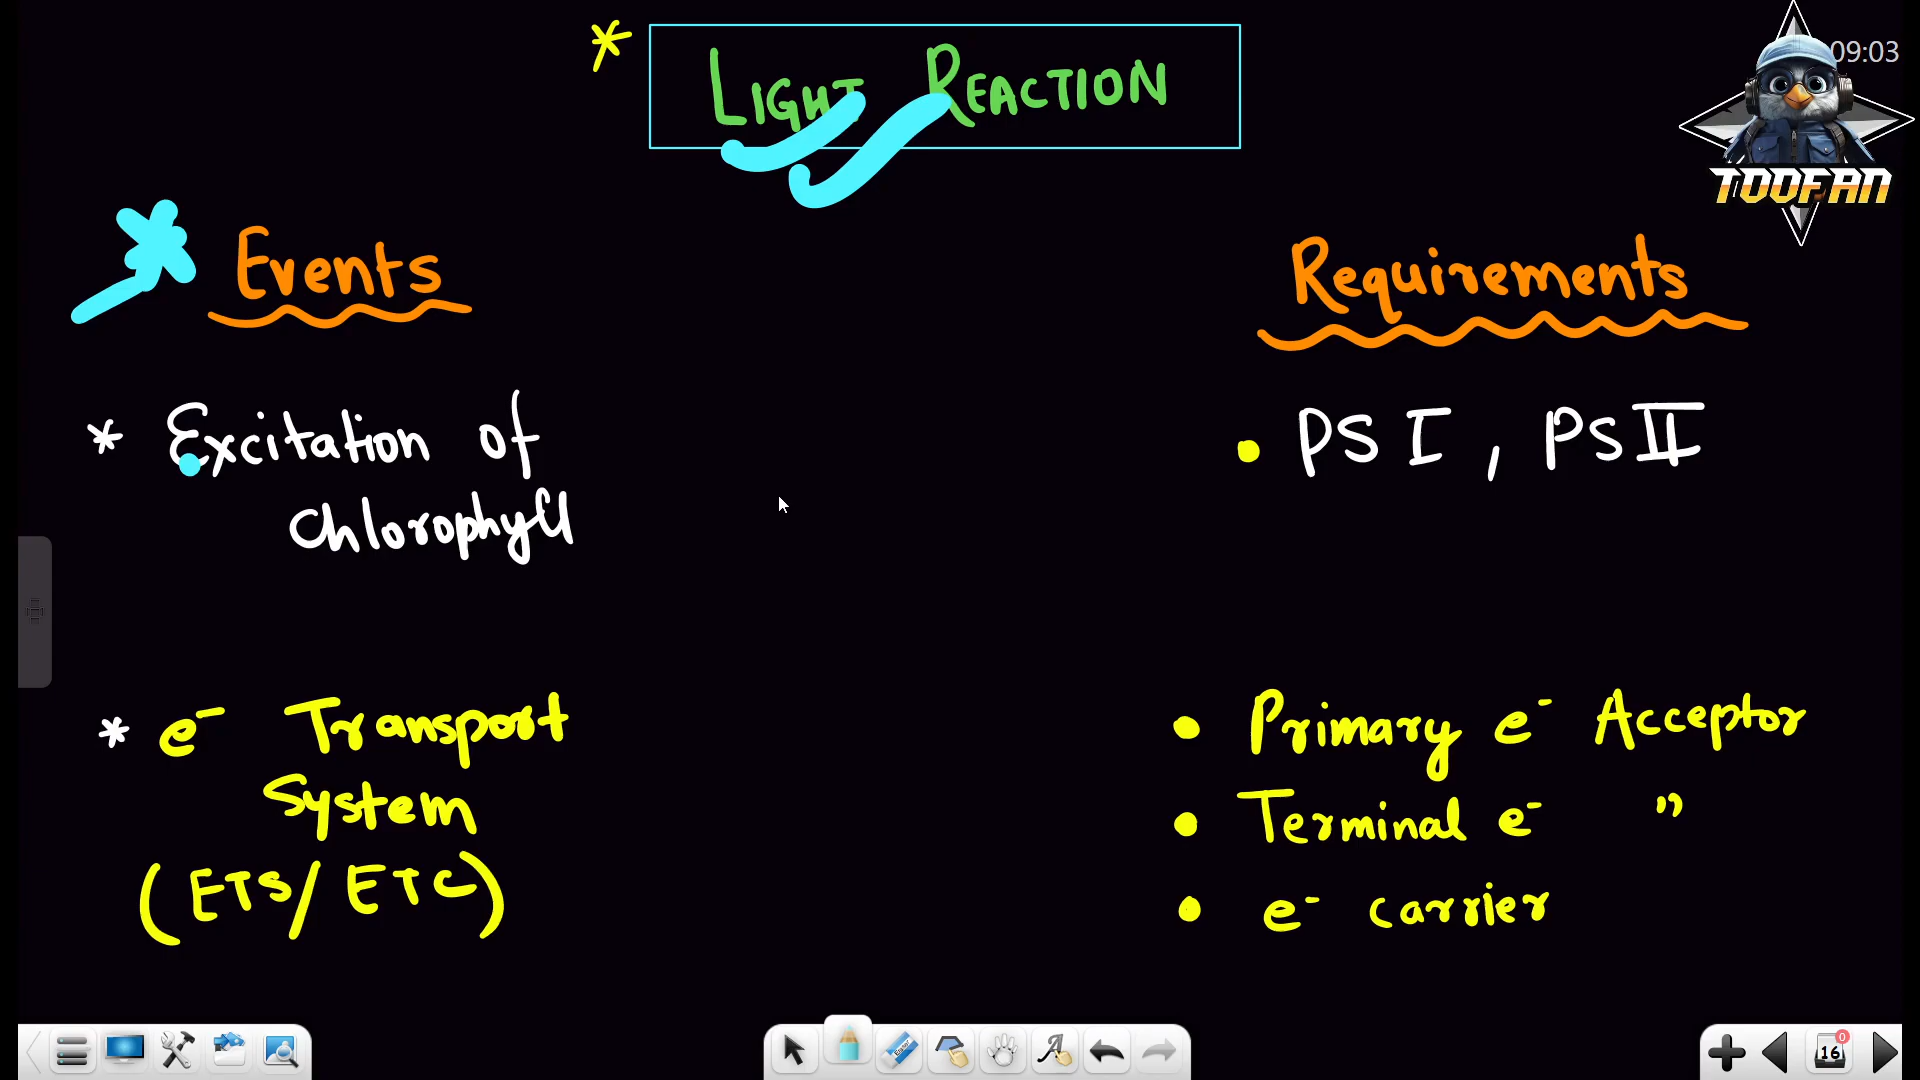 * LIGHT REACTION
09:03
TOOFAN
Events
Requirements
* Excitation of
chlorophyll
• PS I , PS II
* e⁻ Transport
System
(ETS/ETC)
• Primary e⁻ Acceptor
• Terminal e⁻ "
• e⁻ carrier
16
0